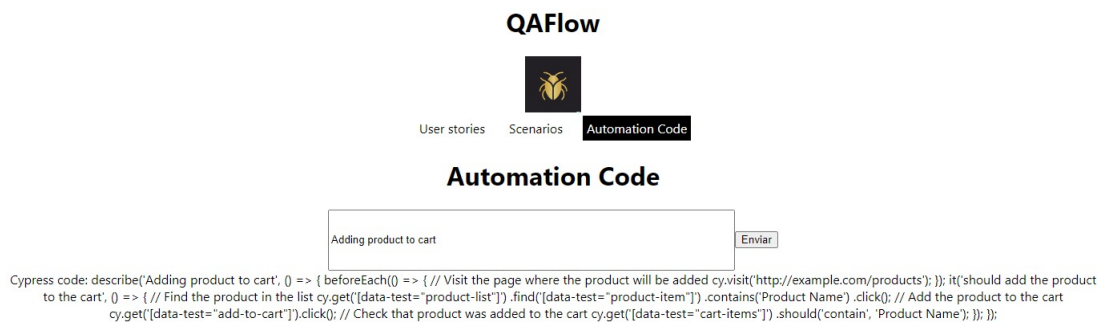 QAFlow
User stories Scenarios Automation Code
Automation Code
Adding product to cart Enviar
Cypress code: describe('Adding product to cart', () => { beforeEach(() => { // Visit the page where the product will be added cy.visit('http://example.com/products'); }); it('should add the product
to the cart', () => { // Find the product in the list cy.get('[data-test="product-list"]') .find('[data-test="product-item"]') .contains('Product Name') .click(); // Add the product to the cart
cy.get('[data-test="add-to-cart"]').click(); // Check that product was added to the cart cy.get('[data-test="cart-items"]') .should('contain', 'Product Name'); }); });